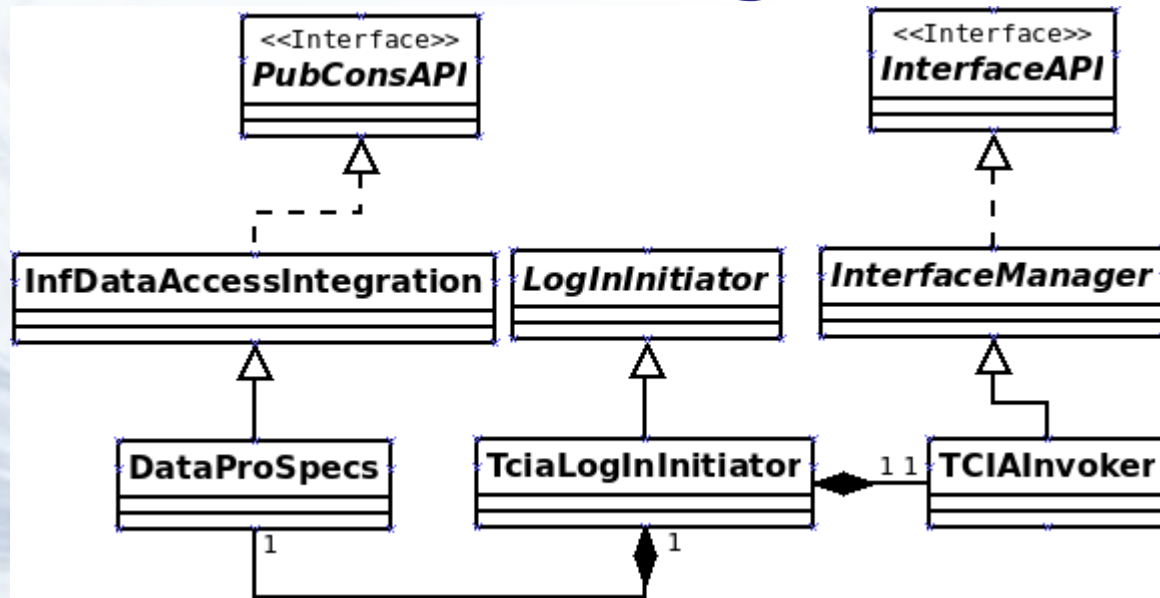 <<Interface>>
PubConsAPI
<<Interface>>
InterfaceAPI
InfDataAccessIntegration
LogInInitiator
InterfaceManager
DataProSpecs
TciaLogInInitiator
1 1
TCIAInvoker
1
1